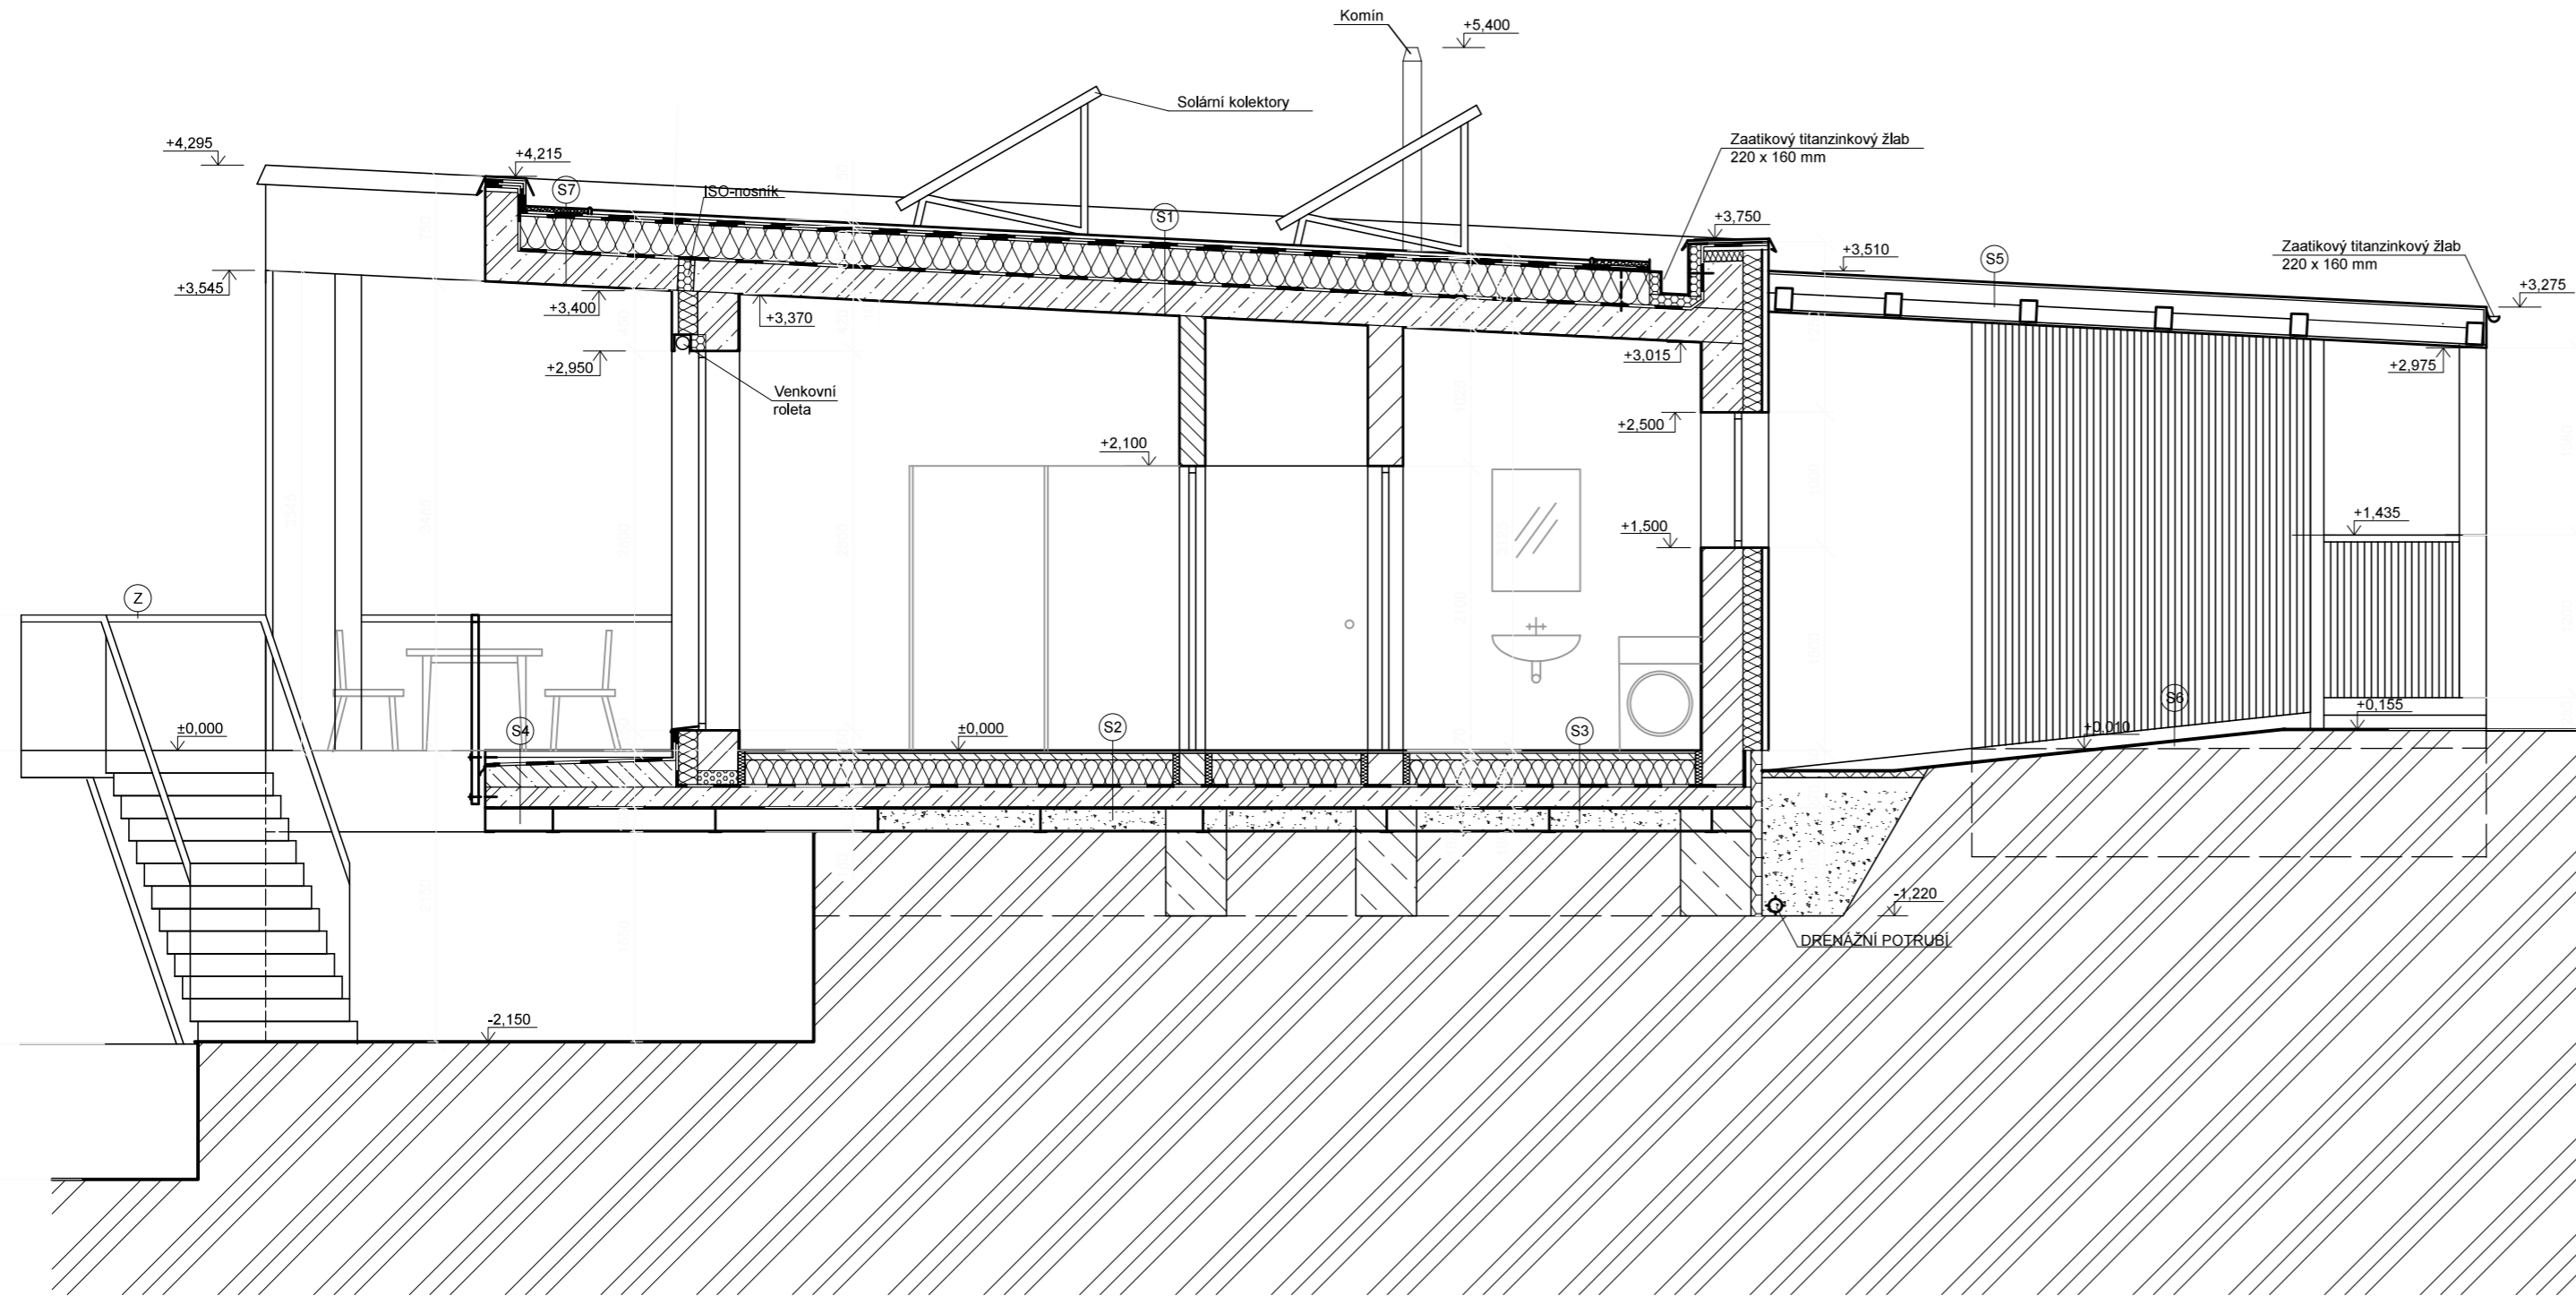 Komín
+5,400
Solární kolektory
+4,295
+4,215
Zaatikový titanzinkový žlab
220 x 160 mm
S7
ISO-nosník
S1
+3,750
+3,510
S5
Zaatikový titanzinkový žlab
220 x 160 mm
+3,545
+3,400
+3,370
+3,275
+2,950
+3,015
+2,975
Venkovní
roleta
+2,500
+2,100
+1,500
+1,435
Z
±0,000
S4
±0,000
S2
S3
S6
+0,155
+0,010
-1,220
DRENÁŽNÍ POTRUBÍ
-2,150